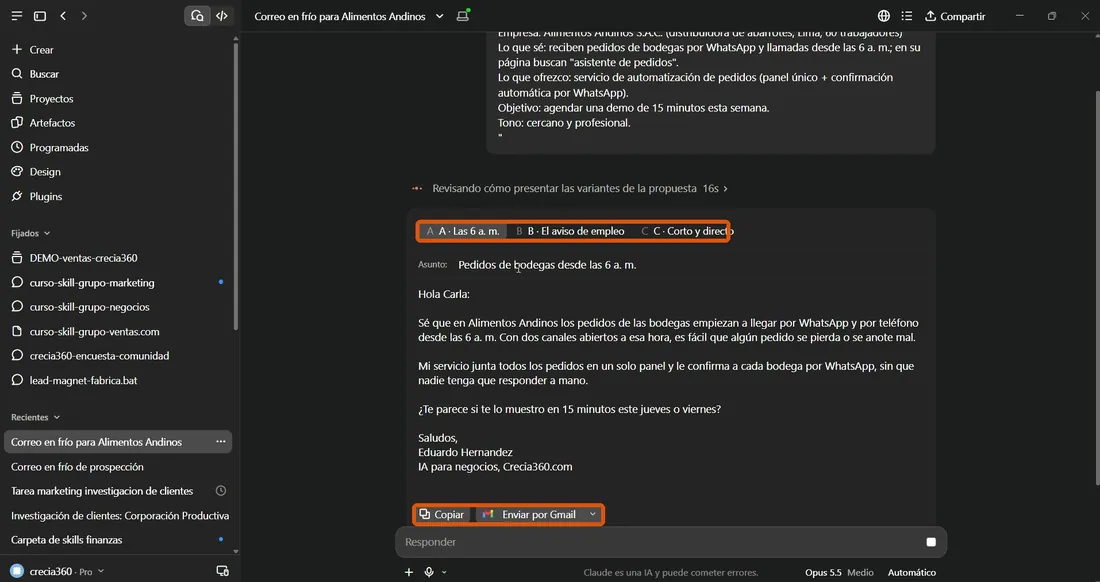 Correo en frío para Alimentos Andinos
Compartir
Crear
Buscar
Proyectos
Artefactos
Programadas
Design
Plugins
Fijados
DEMO-ventas-crecia360
curso-skill-grupo-marketing
curso-skill-grupo-negocios
curso-skill-grupo-ventas.com
crecia360-encuesta-comunidad
lead-magnet-fabrica.bat
Recientes
Correo en frío para Alimentos Andinos
Correo en frío de prospección
Tarea marketing investigacion de clientes
Investigación de clientes: Corporación Productiva
Carpeta de skills finanzas
crecia360 · Pro
Empresa: Alimentos Andinos S.A.C. (distribuidora de abarrotes, Lima, 60 trabajadores)
Lo que sé: reciben pedidos de bodegas por WhatsApp y llamadas desde las 6 a. m.; en su
página buscan "asistente de pedidos".
Lo que ofrezco: servicio de automatización de pedidos (panel único + confirmación
automática por WhatsApp).
Objetivo: agendar una demo de 15 minutos esta semana.
Tono: cercano y profesional.
"
Revisando cómo presentar las variantes de la propuesta 16s
A A · Las 6 a. m. B B · El aviso de empleo C C · Corto y directo
Asunto: Pedidos de bodegas desde las 6 a. m.
Hola Carla:
Sé que en Alimentos Andinos los pedidos de las bodegas empiezan a llegar por WhatsApp y por teléfono
desde las 6 a. m. Con dos canales abiertos a esa hora, es fácil que algún pedido se pierda o se anote mal.
Mi servicio junta todos los pedidos en un solo panel y le confirma a cada bodega por WhatsApp, sin que
nadie tenga que responder a mano.
¿Te parece si te lo muestro en 15 minutos este jueves o viernes?
Saludos,
Eduardo Hernandez
IA para negocios, Crecia360.com
Copiar Enviar por Gmail
Responder
Claude es una IA y puede cometer errores. Opus 5.5 Medio Automático